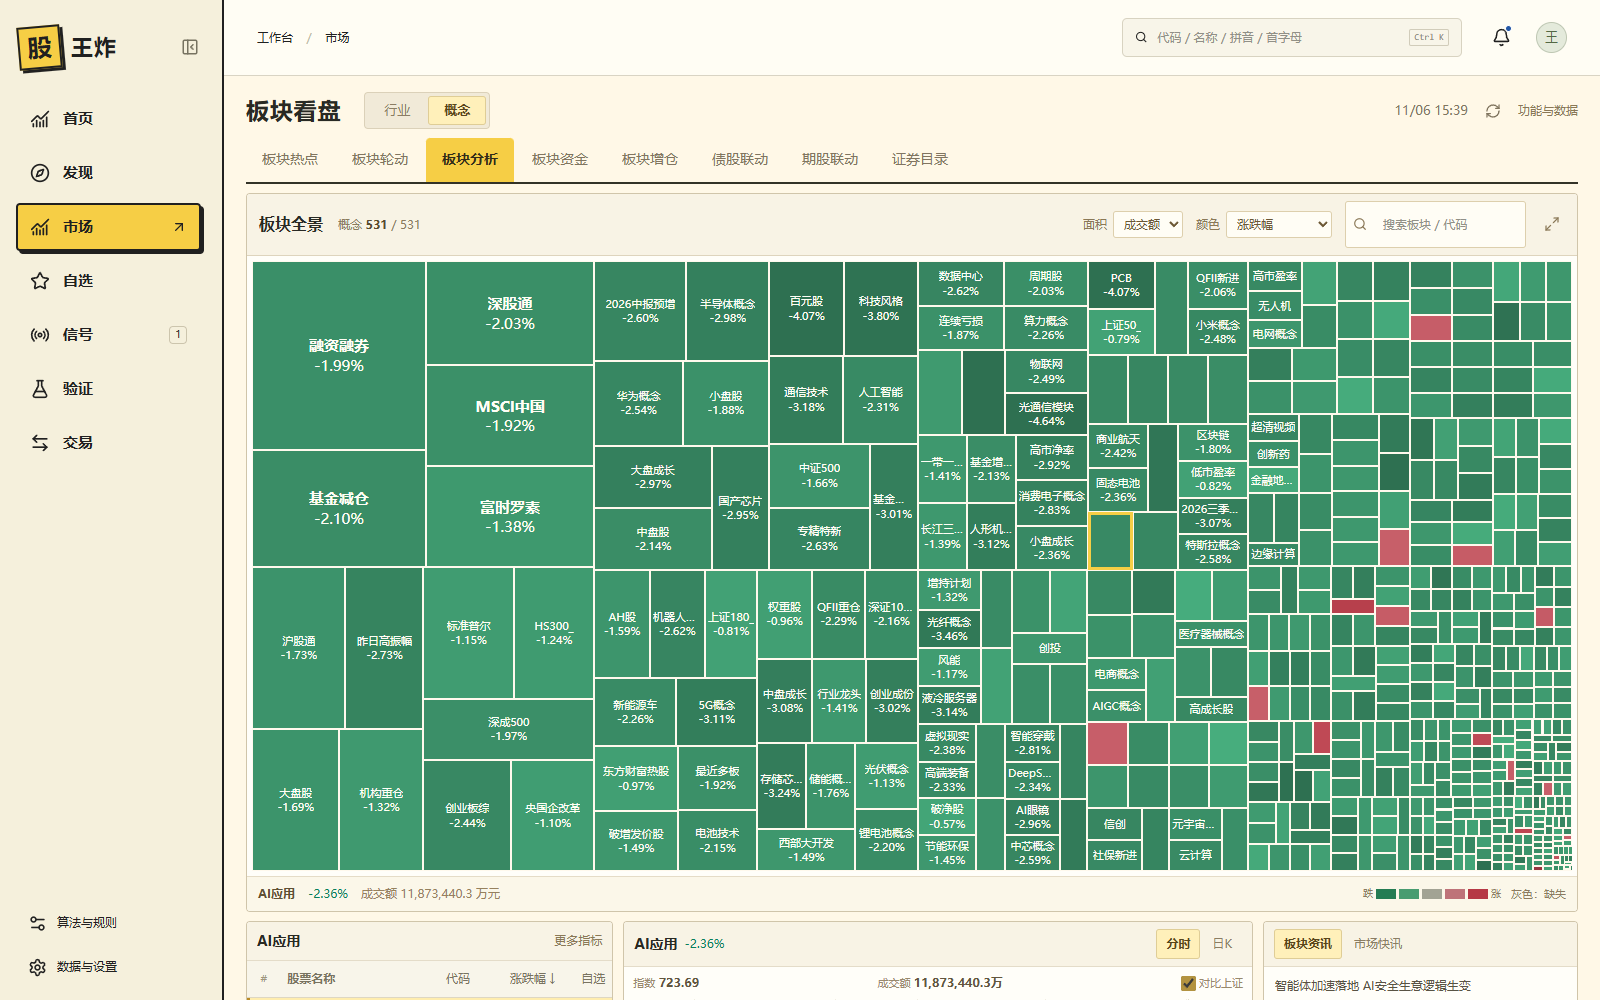 股 王炸
工作台 / 市场
代码 / 名称 / 拼音 / 首字母 Ctrl K
王
首页
发现
市场
自选
信号 1
验证
交易
算法与规则
数据与设置
板块看盘 行业 概念
11/06 15:39 功能与数据
板块热点 板块轮动 板块分析 板块资金 板块增仓 债股联动 期股联动 证券目录
板块全景 概念 531 / 531
面积 成交额 颜色 涨跌幅 搜索板块 / 代码
融资融券
-1.99%
基金减仓
-2.10%
沪股通
-1.73%
昨日高振幅
-2.73%
大盘股
-1.69%
机构重仓
-1.32%
深股通
-2.03%
MSCI中国
-1.92%
富时罗素
-1.38%
标准普尔
-1.15%
HS300_
-1.24%
深成500
-1.97%
创业板综
-2.44%
央国企改革
-1.10%
2026中报预增
-2.60%
半导体概念
-2.98%
华为概念
-2.54%
小盘股
-1.88%
大盘成长
-2.97%
中盘股
-2.14%
国产芯片
-2.95%
百元股
-4.07%
科技风格
-3.80%
通信技术
-3.18%
人工智能
-2.31%
中证500
-1.66%
专精特新
-2.63%
基金...
-3.01%
AH股
-1.59%
机器人...
-2.62%
上证180_
-0.81%
新能源车
-2.26%
5G概念
-3.11%
东方财富热股
-0.97%
最近多板
-1.92%
破增发价股
-1.49%
电池技术
-2.15%
权重股
-0.96%
QFII重仓
-2.29%
深证10...
-2.16%
中盘成长
-3.08%
行业龙头
-1.41%
创业成份
-3.02%
存储芯...
-3.24%
储能概...
-1.76%
光伏概念
-1.13%
西部大开发
-1.49%
锂电池概念
-2.20%
数据中心
-2.62%
周期股
-2.03%
连续亏损
-1.87%
算力概念
-2.26%
物联网
-2.49%
光通信模块
-4.64%
一带一...
-1.41%
基金增...
-2.13%
高市净率
-2.92%
消费电子概念
-2.83%
长江三...
-1.39%
人形机...
-3.12%
小盘成长
-2.36%
增持计划
-1.32%
光纤概念
-3.46%
风能
-1.17%
液冷服务器
-3.14%
创投
虚拟现实
-2.38%
智能穿戴
-2.81%
高端装备
-2.33%
DeepS...
-2.34%
破净股
-0.57%
AI眼镜
-2.96%
节能环保
-1.45%
中芯概念
-2.59%
PCB
-4.07%
QFII新进
-2.06%
上证50_
-0.79%
小米概念
-2.48%
商业航天
-2.42%
区块链
-1.80%
固态电池
-2.36%
低市盈率
-0.82%
2026三季...
-3.07%
特斯拉概念
-2.58%
医疗器械概念
电商概念
AIGC概念
高成长股
信创
元宇宙...
社保新进
云计算
高市盈率
无人机
电网概念
超清视频
创新药
金融地...
边缘计算
AI应用 -2.36% 成交额 11,873,440.3 万元
跌 涨 灰色：缺失
AI应用 更多指标
# 股票名称 代码 涨跌幅↓ 自选
AI应用 -2.36% 分时 日K
指数 723.69 成交额 11,873,440.3万 对比上证
板块资讯 市场快讯
智能体加速落地 AI安全生意逻辑生变